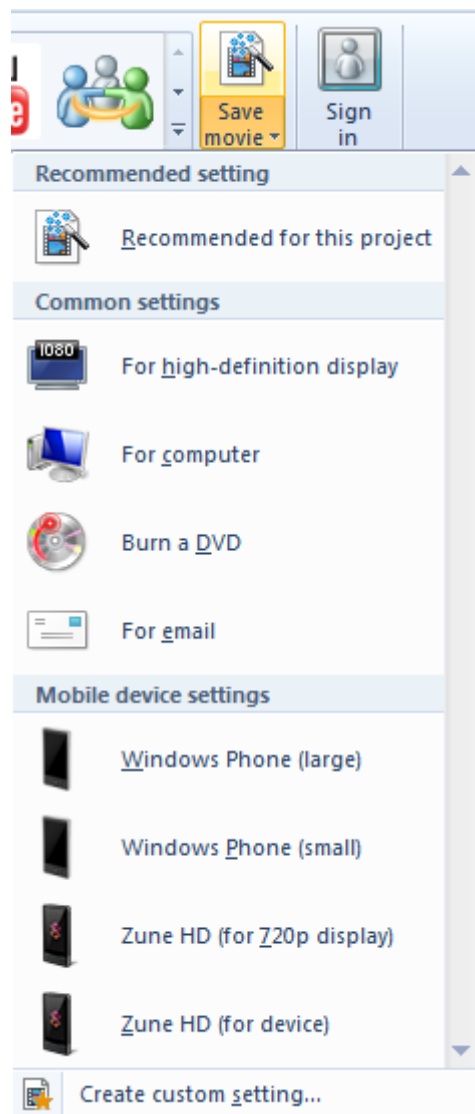 Save
movie
Sign
in
Recommended setting
Recommended for this project
Common settings
1080
For high-definition display
For computer
Burn a DVD
For email
Mobile device settings
Windows Phone (large)
Windows Phone (small)
Zune HD (for 720p display)
Zune HD (for device)
Create custom setting...